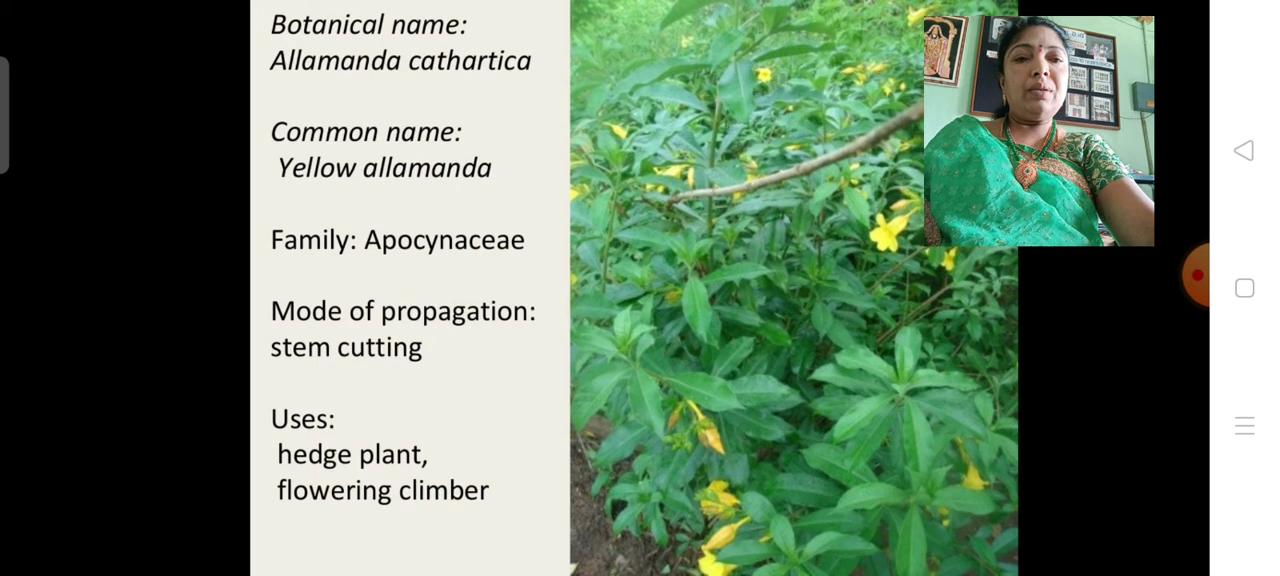 Botanical name:
Allamanda cathartica
Common name:
Yellow allamanda
Family: Apocynaceae
Mode of propagation:
stem cutting
Uses:
hedge plant,
flowering climber